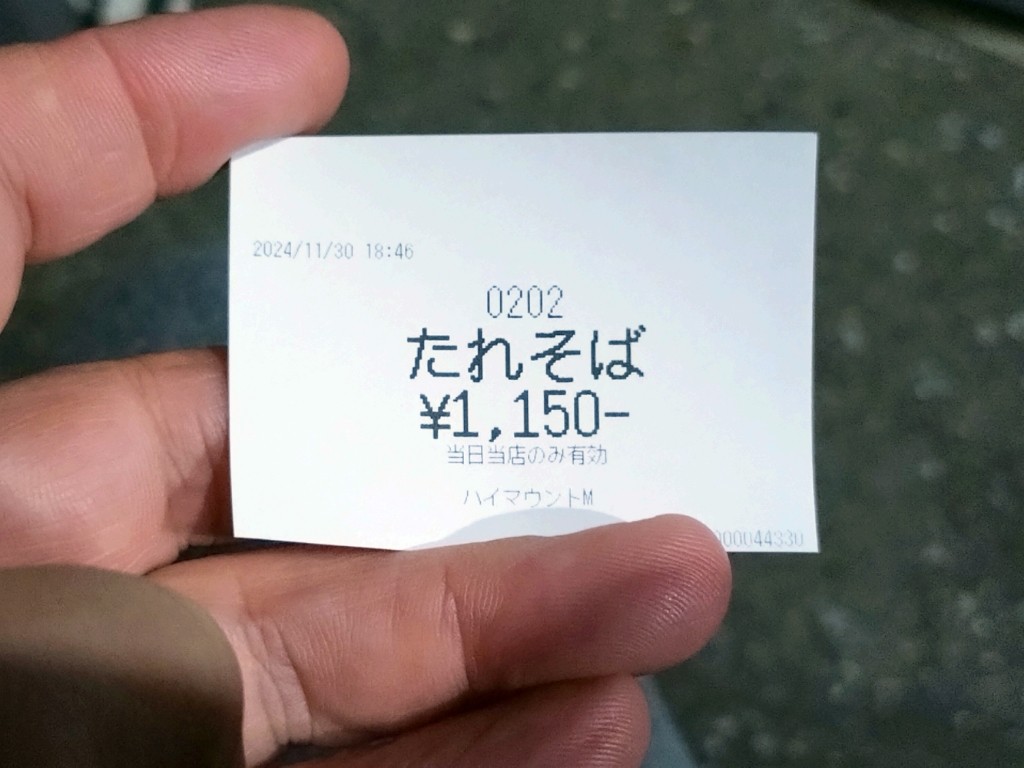 2024/11/30 18:46
0202
たれそば
¥1,150-
当日当店のみ有効
ハイマウントM
000044330